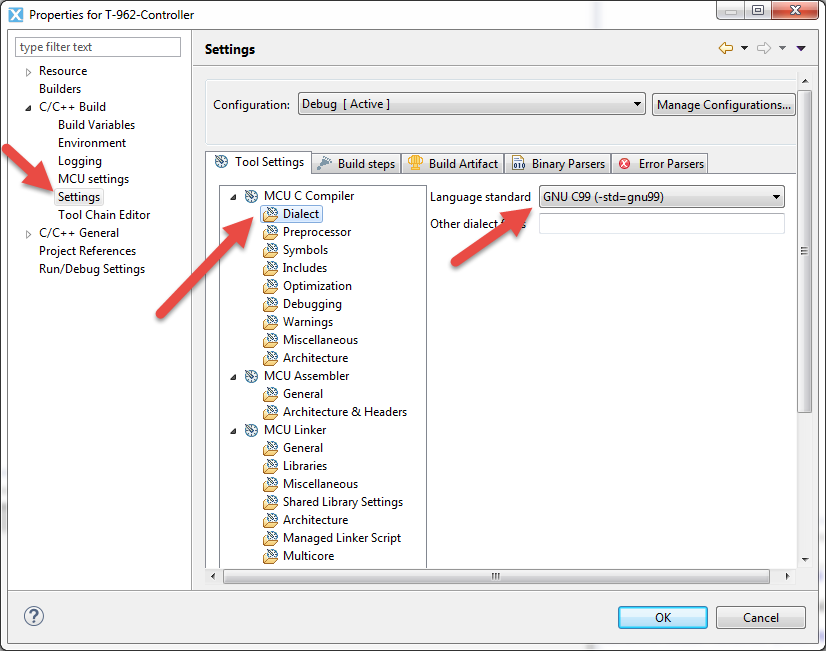 Properties for T-962-Controller
type filter text
Resource
Builders
C/C++ Build
Build Variables
Environment
Logging
MCU settings
Settings
Tool Chain Editor
C/C++ General
Project References
Run/Debug Settings
Settings
Configuration:
Debug [ Active ]
Manage Configurations...
Tool Settings
Build steps
Build Artifact
Binary Parsers
Error Parsers
MCU C Compiler
Dialect
Preprocessor
Symbols
Includes
Optimization
Debugging
Warnings
Miscellaneous
Architecture
MCU Assembler
General
Architecture & Headers
MCU Linker
General
Libraries
Miscellaneous
Shared Library Settings
Architecture
Managed Linker Script
Multicore
Language standard
GNU C99 (-std=gnu99)
Other dialect
OK
Cancel